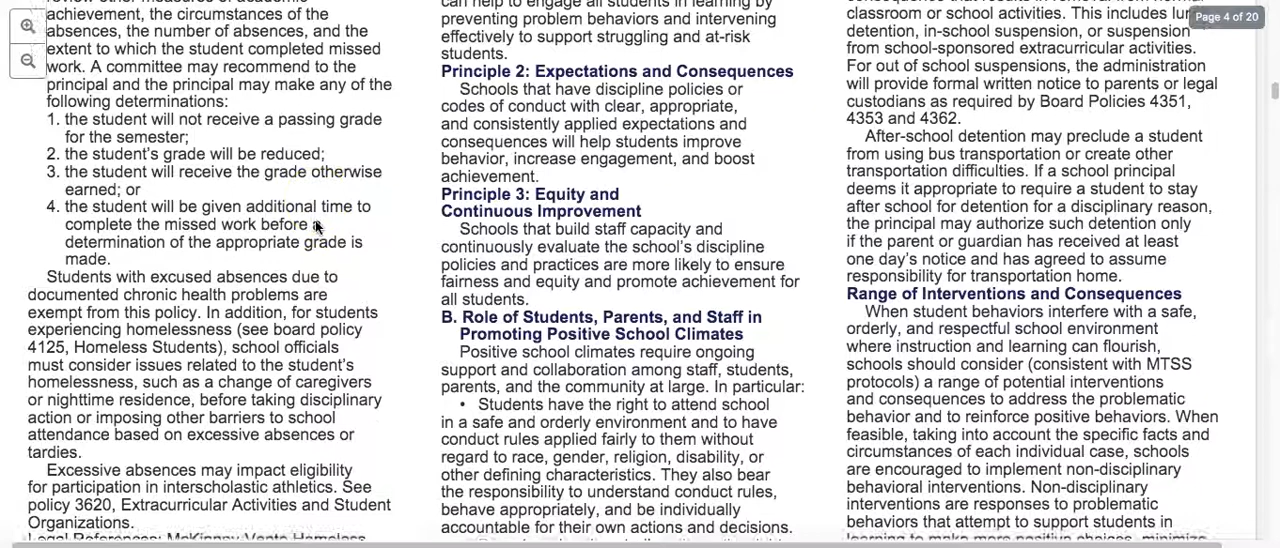 review other measures of academic
achievement, the circumstances of the
absences, the number of absences, and the
extent to which the student completed missed
work. A committee may recommend to the
principal and the principal may make any of the
following determinations:
1. the student will not receive a passing grade
for the semester;
2. the student's grade will be reduced;
3. the student will receive the grade otherwise
earned; or
4. the student will be given additional time to
complete the missed work before a
determination of the appropriate grade is
made.
Students with excused absences due to
documented chronic health problems are
exempt from this policy. In addition, for students
experiencing homelessness (see board policy
4125, Homeless Students), school officials
must consider issues related to the student's
homelessness, such as a change of caregivers
or nighttime residence, before taking disciplinary
action or imposing other barriers to school
attendance based on excessive absences or
tardies.
Excessive absences may impact eligibility
for participation in interscholastic athletics. See
policy 3620, Extracurricular Activities and Student
Organizations.
Legal References: McKinney-Vento Homeless
can help to engage all students in learning by
preventing problem behaviors and intervening
effectively to support struggling and at-risk
students.
Principle 2: Expectations and Consequences
Schools that have discipline policies or
codes of conduct with clear, appropriate,
and consistently applied expectations and
consequences will help students improve
behavior, increase engagement, and boost
achievement.
Principle 3: Equity and
Continuous Improvement
Schools that build staff capacity and
continuously evaluate the school's discipline
policies and practices are more likely to ensure
fairness and equity and promote achievement for
all students.
B. Role of Students, Parents, and Staff in
Promoting Positive School Climates
Positive school climates require ongoing
support and collaboration among staff, students,
parents, and the community at large. In particular:
• Students have the right to attend school
in a safe and orderly environment and to have
conduct rules applied fairly to them without
regard to race, gender, religion, disability, or
other defining characteristics. They also bear
the responsibility to understand conduct rules,
behave appropriately, and be individually
accountable for their own actions and decisions.
consequence that results in removal from normal
classroom or school activities. This includes
Page 4 of 20
detention, in-school suspension, or suspension
from school-sponsored extracurricular activities.
For out of school suspensions, the administration
will provide formal written notice to parents or legal
custodians as required by Board Policies 4351,
4353 and 4362.
After-school detention may preclude a student
from using bus transportation or create other
transportation difficulties. If a school principal
deems it appropriate to require a student to stay
after school for detention for a disciplinary reason,
the principal may authorize such detention only
if the parent or guardian has received at least
one day's notice and has agreed to assume
responsibility for transportation home.
Range of Interventions and Consequences
When student behaviors interfere with a safe,
orderly, and respectful school environment
where instruction and learning can flourish,
schools should consider (consistent with MTSS
protocols) a range of potential interventions
and consequences to address the problematic
behavior and to reinforce positive behaviors. When
feasible, taking into account the specific facts and
circumstances of each individual case, schools
are encouraged to implement non-disciplinary
behavioral interventions. Non-disciplinary
interventions are responses to problematic
behaviors that attempt to support students in
learning to make more positive choices, minimize